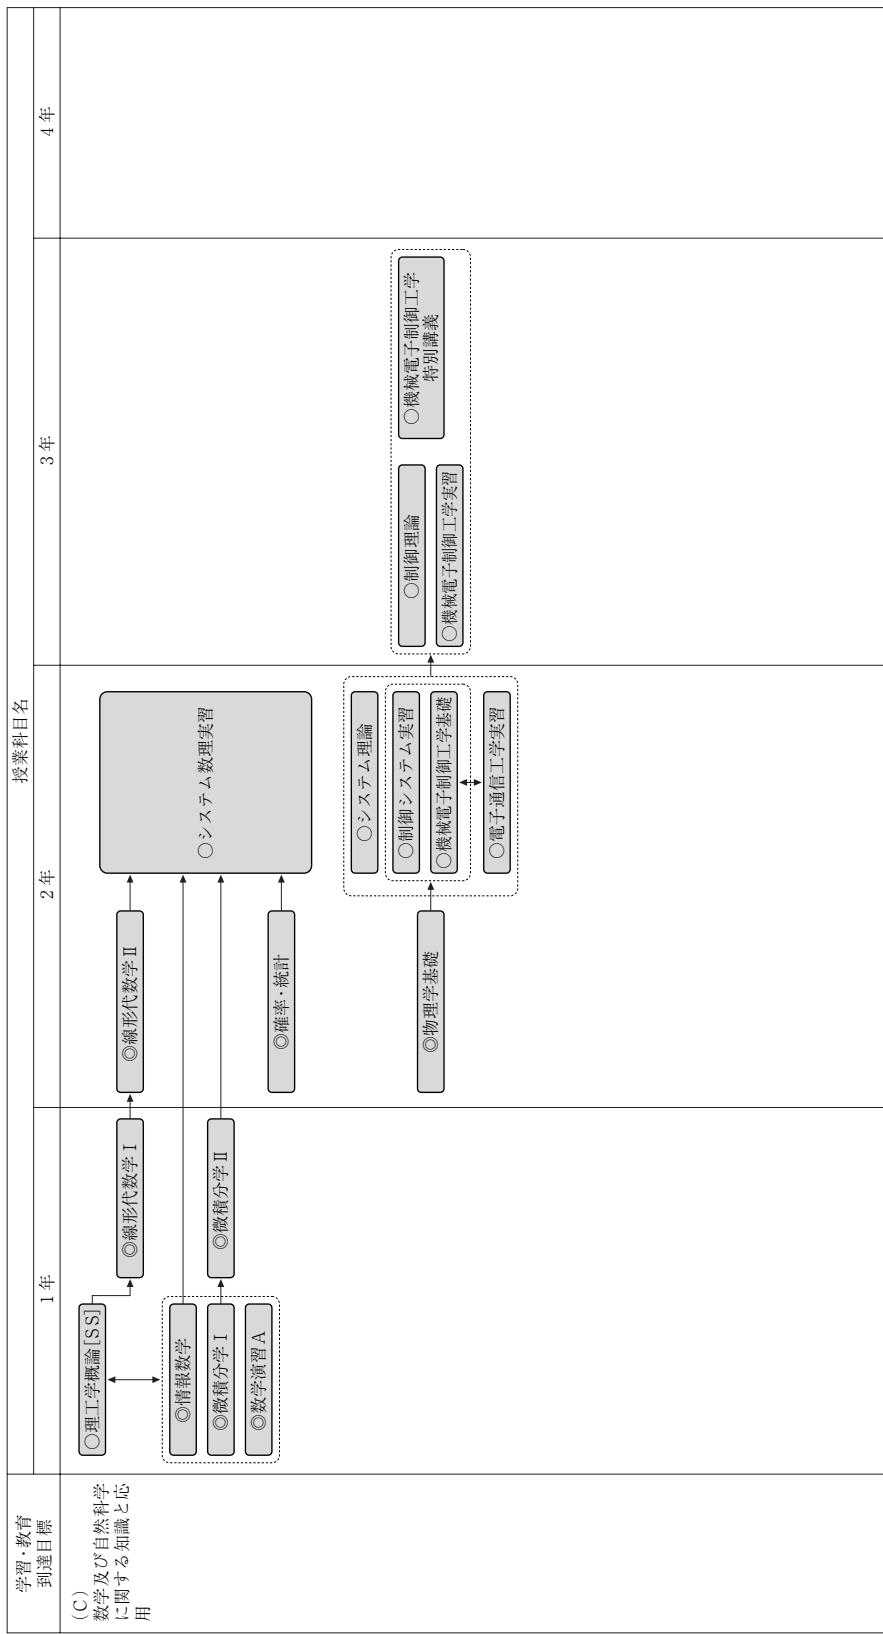 学習・教育
到達目標
授業科目名
1年
2年
3年
4年
(C)
数学及び自然科学
に関する知識と応
用
○理工学概論[SS]
◎情報数学
◎微積分学Ⅰ
◎数学演習A
◎線形代数学Ⅰ
◎微積分学Ⅱ
◎線形代数学Ⅱ
◎確率・統計
◎物理学基礎
○システム数理実習
○システム理論
○制御システム実習
○機械電子制御工学基礎
○電子通信工学実習
○制御理論
○機械電子制御工学実習
○機械電子制御工学
特別講義